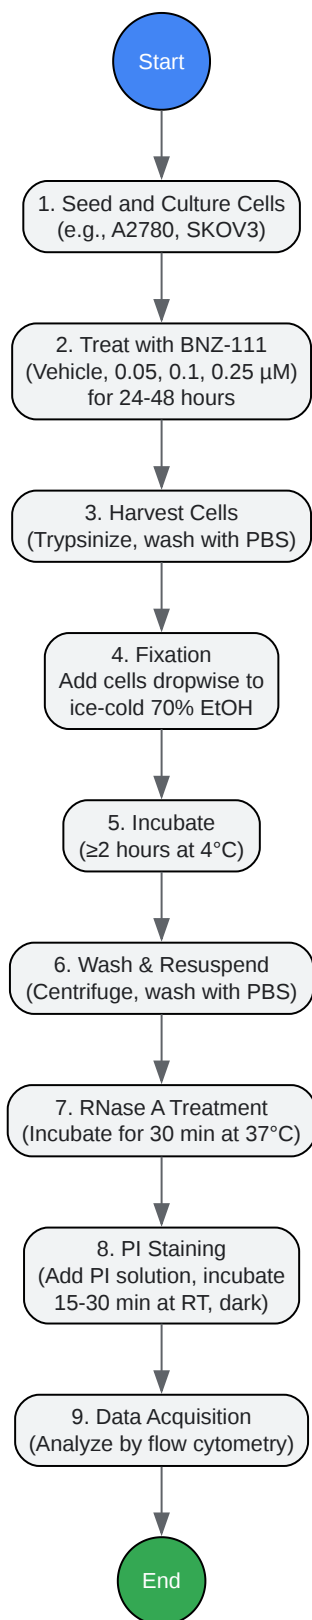 Start
1. Seed and Culture Cells
(e.g., A2780, SKOV3)
2. Treat with BNZ-111
(Vehicle, 0.05, 0.1, 0.25 µM)
for 24-48 hours
3. Harvest Cells
(Trypsinize, wash with PBS)
4. Fixation
Add cells dropwise to
ice-cold 70% EtOH
5. Incubate
(≥2 hours at 4°C)
6. Wash & Resuspend
(Centrifuge, wash with PBS)
7. RNase A Treatment
(Incubate for 30 min at 37°C)
8. PI Staining
(Add PI solution, incubate
15-30 min at RT, dark)
9. Data Acquisition
(Analyze by flow cytometry)
End